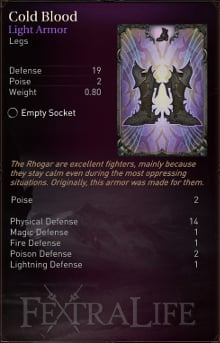 Cold Blood
Light Armor
Legs
Defense 19
Poise 2
Weight 0.80
Empty Socket
The Rhogar are excellent fighters, mainly because
they stay calm even during the most oppressing
situations. Originally, this armor was made for them.
Poise 2
Physical Defense 14
Magic Defense 1
Fire Defense 1
Poison Defense 2
Lightning Defense 1
FEXTRALIFE